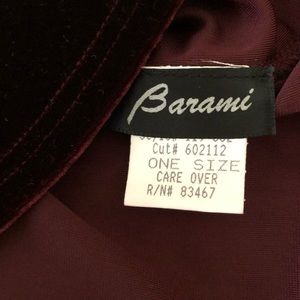 Barami
Cut# 602112
ONE SIZE
CARE OVER
R/N# 83467